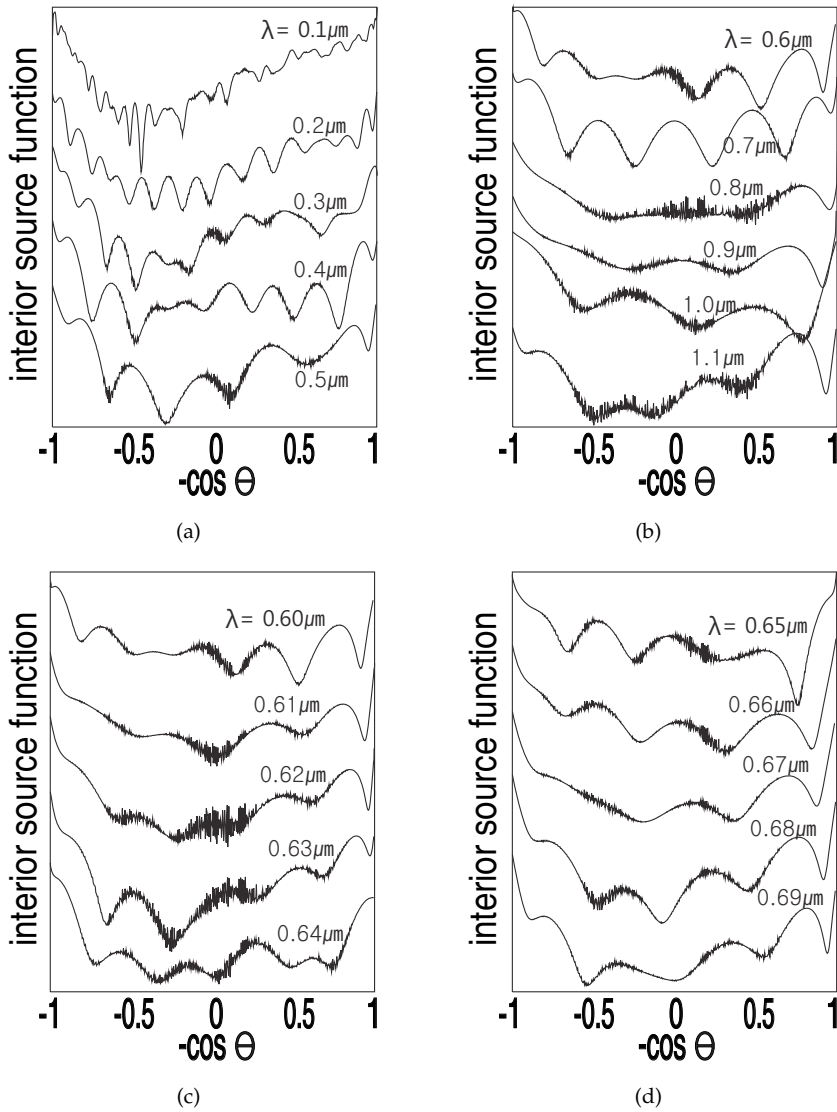 interior source function
λ = 0.1μm
0.2μm
0.3μm
0.4μm
0.5μm
-1 -0.5 0 0.5 1
-cos Θ
(a)
interior source function
λ = 0.6μm
0.7μm
0.8μm
0.9μm
1.0μm
1.1μm
-1 -0.5 0 0.5 1
-cos Θ
(b)
interior source function
λ = 0.60μm
0.61μm
0.62μm
0.63μm
0.64μm
-1 -0.5 0 0.5 1
-cos Θ
(c)
interior source function
λ = 0.65μm
0.66μm
0.67μm
0.68μm
0.69μm
-1 -0.5 0 0.5 1
-cos Θ
(d)